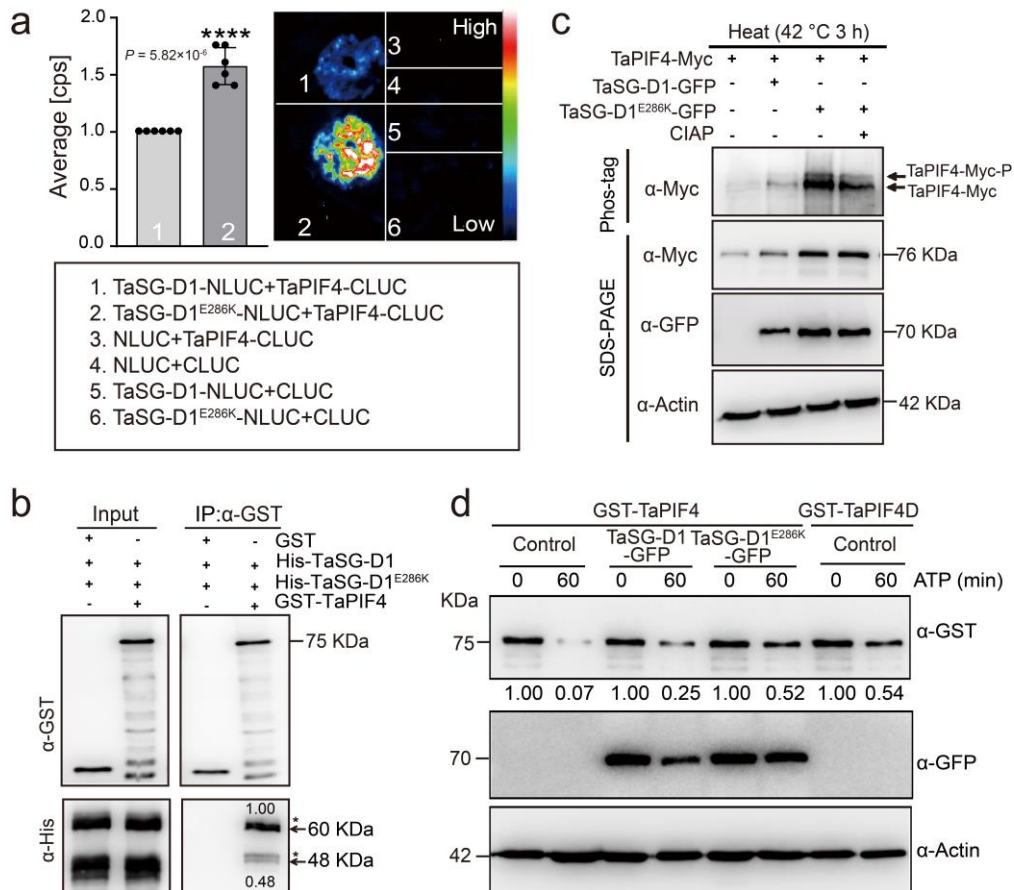 a
2.0
1.5
1.0
0.5
0.0
Average [cps]
P = 5.82×10⁻⁶
****
1
2
High
Low
1
2
3
4
5
6
1. TaSG-D1-NLUC+TaPIF4-CLUC
2. TaSG-D1ᴱ²⁸⁶ᴷ-NLUC+TaPIF4-CLUC
3. NLUC+TaPIF4-CLUC
4. NLUC+CLUC
5. TaSG-D1-NLUC+CLUC
6. TaSG-D1ᴱ²⁸⁶ᴷ-NLUC+CLUC
c
Heat (42 °C 3 h)
TaPIF4-Myc + + + +
TaSG-D1-GFP - + - -
TaSG-D1ᴱ²⁸⁶ᴷ-GFP - - + +
CIAP - - - +
Phos-tag
α-Myc
TaPIF4-Myc-P
TaPIF4-Myc
SDS-PAGE
α-Myc
76 KDa
α-GFP
70 KDa
α-Actin
42 KDa
b
Input IP:α-GST
+ - + - GST
+ + + + His-TaSG-D1
+ + + + His-TaSG-D1ᴱ²⁸⁶ᴷ
- + - + GST-TaPIF4
α-GST
75 KDa
α-His
1.00
* 60 KDa
* 48 KDa
0.48
d
GST-TaPIF4 GST-TaPIF4D
Control TaSG-D1-GFP TaSG-D1ᴱ²⁸⁶ᴷ-GFP Control
0 60 0 60 0 60 0 60 ATP (min)
KDa
75
α-GST
1.00 0.07 1.00 0.25 1.00 0.52 1.00 0.54
70
α-GFP
42
α-Actin